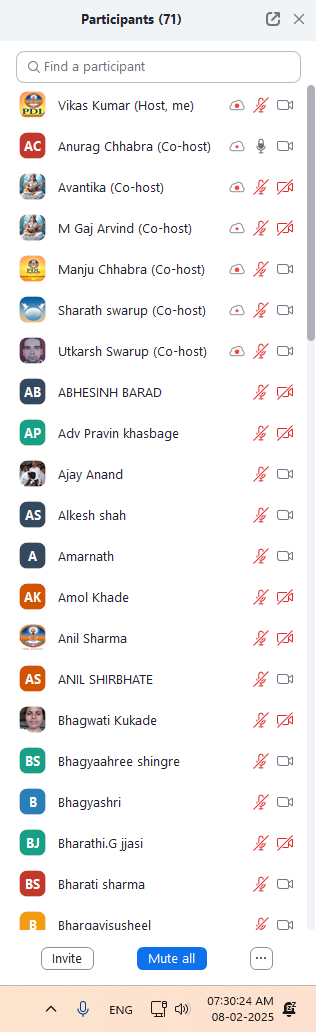 Participants (71)
Find a participant
PDL
Vikas Kumar (Host, me)
AC
Anurag Chhabra (Co-host)
Avantika (Co-host)
M Gaj Arvind (Co-host)
PDL
Manju Chhabra (Co-host)
Sharath swarup (Co-host)
Utkarsh Swarup (Co-host)
AB
ABHESINH BARAD
AP
Adv Pravin khasbage
Ajay Anand
AS
Alkesh shah
A
Amarnath
AK
Amol Khade
Anil Sharma
AS
ANIL SHIRBHATE
Bhagwati Kukade
BS
Bhagyaahree shingre
B
Bhagyashri
BJ
Bharathi.G jjasi
BS
Bharati sharma
B
Bhargavisusheel
Invite
Mute all
...
ENG
07:30:24 AM
08-02-2025